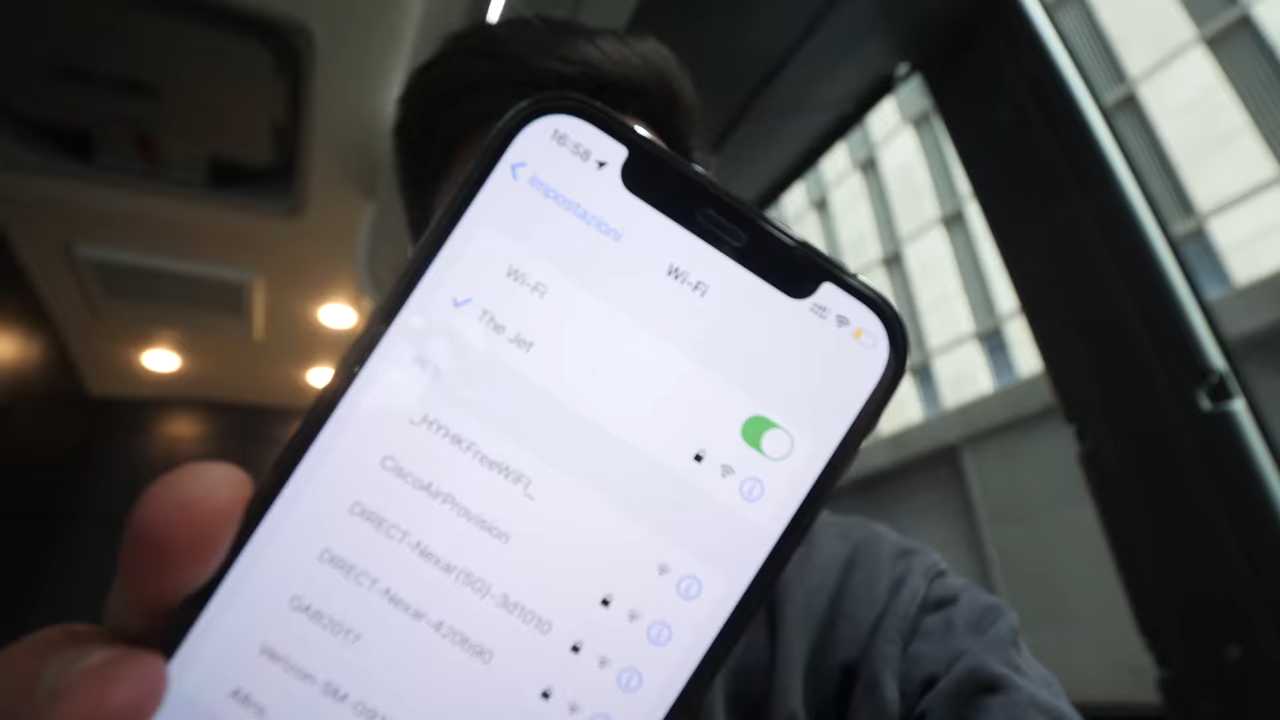 16:58
Impostazioni
Wi-Fi
Wi-Fi
The Jet
_HYHKFreeWiFi_
CiscoAirProvision
DIRECT-Nexar(5G)-3d1010
DIRECT-Nexar-420b90
GAB2017
Altro...